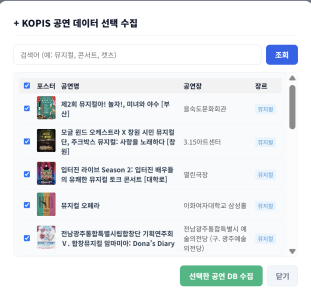 + KOPIS 공연 데이터 선택 수집
검색어 (예: 뮤지컬, 콘서트, 캣츠)
조회
포스터 공연명 공연장 장르
제2회 뮤지컬아! 놀자!, 미녀와 야수 [부산] 을숙도문화회관 뮤지컬
모글 윈드 오케스트라 X 창원 시민 뮤지컬단, 주크박스 뮤지컬: 사랑을 노래하다 [창원] 3.15아트센터 뮤지컬
입터진 라이브 Season 2: 입터진 배우들의 유쾌한 뮤지컬 토크 콘서트 [대학로] 열린극장 뮤지컬
뮤지컬 오페라 이화여자대학교 삼성홀 뮤지컬
전남광주통합특별시립합창단 기획연주회 Ⅴ. 합창뮤지컬 맘마미아: Dona's Diary 전남광주통합특별시 예술의전당 (구. 광주예술의전당) 뮤지컬
선택한 공연 DB 수집
닫기